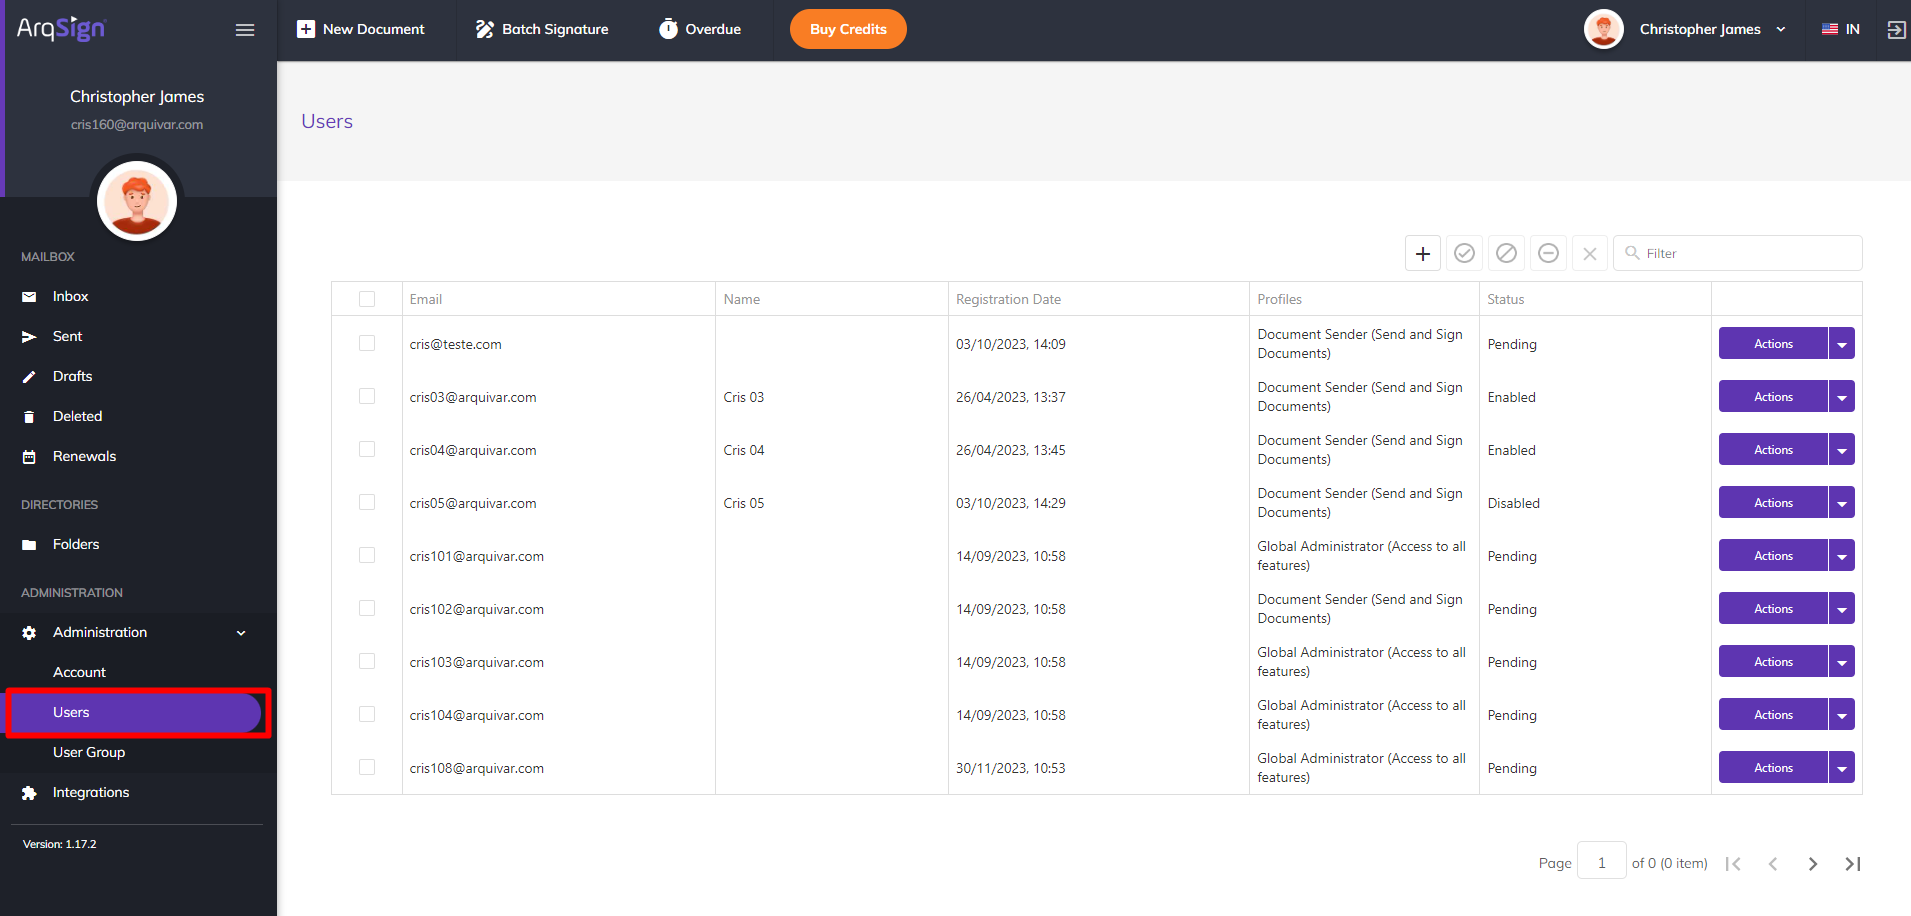 ArqSign
New Document
Batch Signature
Overdue
Buy Credits
Christopher James
IN
Christopher James
cris160@arquivar.com
MAILBOX
Inbox
Sent
Drafts
Deleted
Renewals
DIRECTORIES
Folders
ADMINISTRATION
Administration
Account
Users
User Group
Integrations
Version: 1.17.2
Users
Filter
Email Name Registration Date Profiles Status
cris@teste.com 03/10/2023, 14:09 Document Sender (Send and Sign
Documents) Pending Actions
cris03@arquivar.com Cris 03 26/04/2023, 13:37 Document Sender (Send and Sign
Documents) Enabled Actions
cris04@arquivar.com Cris 04 26/04/2023, 13:45 Document Sender (Send and Sign
Documents) Enabled Actions
cris05@arquivar.com Cris 05 03/10/2023, 14:29 Document Sender (Send and Sign
Documents) Disabled Actions
cris101@arquivar.com 14/09/2023, 10:58 Global Administrator (Access to all
features) Pending Actions
cris102@arquivar.com 14/09/2023, 10:58 Document Sender (Send and Sign
Documents) Pending Actions
cris103@arquivar.com 14/09/2023, 10:58 Global Administrator (Access to all
features) Pending Actions
cris104@arquivar.com 14/09/2023, 10:58 Global Administrator (Access to all
features) Pending Actions
cris108@arquivar.com 30/11/2023, 10:53 Global Administrator (Access to all
features) Pending Actions
Page 1 of 0 (0 item)